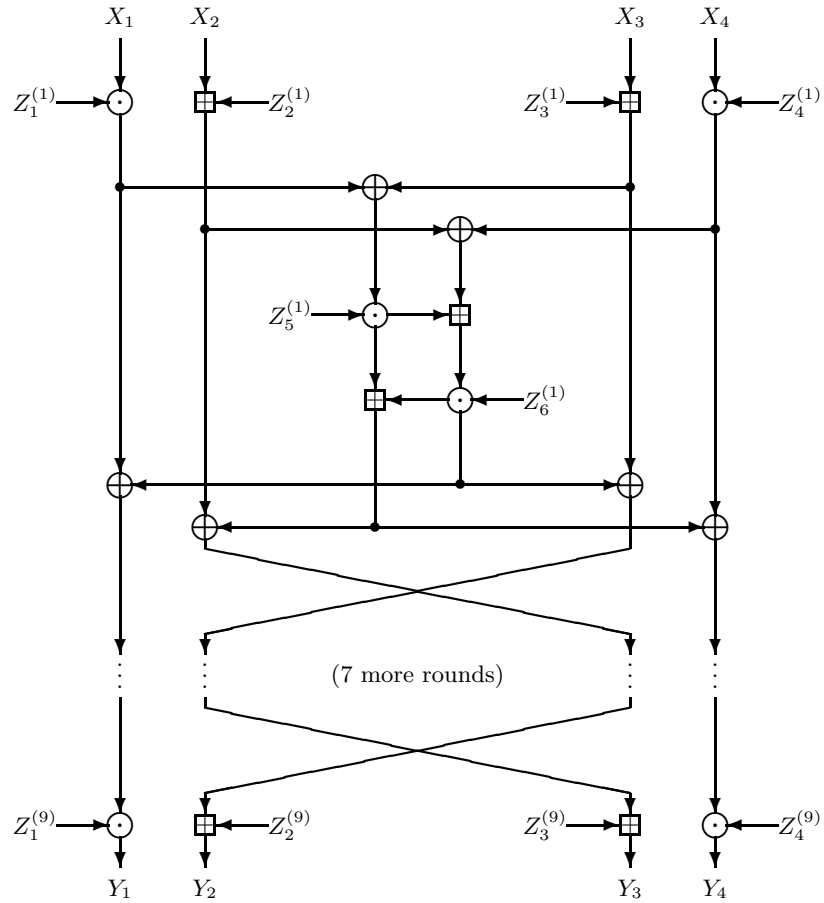 X₁ X₂ X₃ X₄
Z₁⁽¹⁾ Z₂⁽¹⁾ Z₃⁽¹⁾ Z₄⁽¹⁾
Z₅⁽¹⁾
Z₆⁽¹⁾
(7 more rounds)
Z₁⁽⁹⁾ Z₂⁽⁹⁾ Z₃⁽⁹⁾ Z₄⁽⁹⁾
Y₁ Y₂ Y₃ Y₄